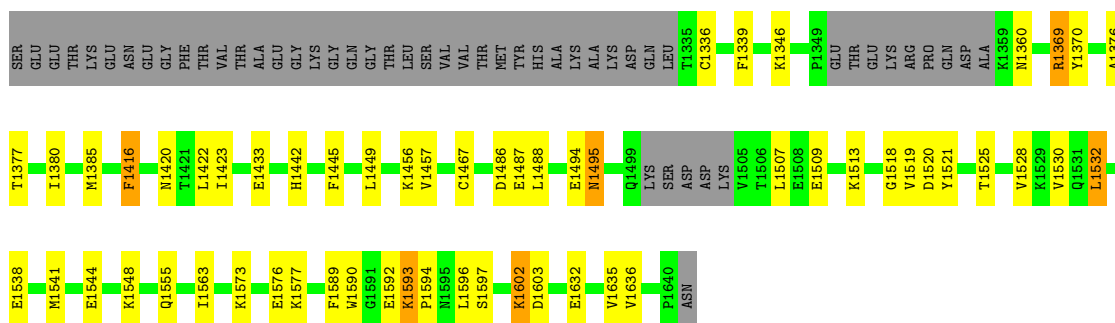 SER GLU GLU THR LYS GLU ASN GLU GLY PHE THR VAL THR ALA GLU GLY LYS GLY GLN GLY THR LEU SER VAL VAL THR MET TYR HIS ALA LYS ALA LYS ASP GLN LEU T1335 C1336 F1339 K1346 P1349 GLU THR GLU LYS ARG PRO GLN ASP ALA K1359 N1360 R1369 Y1370 A1376
T1377 I1380 M1385 F1416 N1420 T1421 L1422 I1423 E1433 H1442 F1445 L1449 K1456 V1457 C1467 D1486 E1487 L1488 E1494 N1495 Q1499 LYS SER ASP ASP LYS V1505 T1506 L1507 E1508 E1509 K1513 G1518 V1519 D1520 Y1521 T1525 V1528 K1529 V1530 Q1531 L1532
E1538 M1541 E1544 K1548 Q1555 I1563 K1573 E1576 K1577 F1589 W1590 G1591 E1592 K1593 P1594 N1595 L1596 S1597 K1602 D1603 E1632 V1635 V1636 P1640 ASN